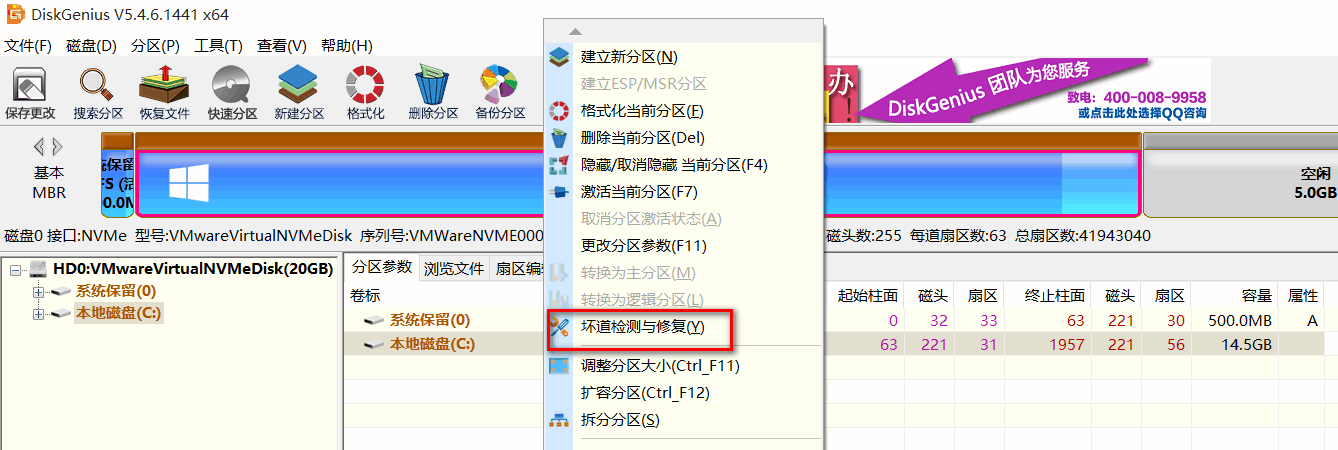 DiskGenius V5.4.6.1441 x64
文件(F) 磁盘(D) 分区(P) 工具(T) 查看(V) 帮助(H)
保存更改 搜索分区 恢复文件 快速分区 新建分区 格式化 删除分区 备份分区
办
!
DiskGenius 团队为您服务
致电：400-008-9958
或点击此处选择QQ咨询
基本
MBR
空闲
5.0GB
磁盘0 接口:NVMe 型号:VMwareVirtualNVMeDisk 序列号:VMWareNVME000 磁头数:255 每道扇区数:63 总扇区数:41943040
HD0:VMwareVirtualNVMeDisk(20GB)
系统保留(0)
本地磁盘(C:)
分区参数 浏览文件 扇区编
卷标 起始柱面 磁头 扇区 终止柱面 磁头 扇区 容量 属性
系统保留(0) 0 32 33 63 221 30 500.0MB A
本地磁盘(C:) 63 221 31 1957 221 56 14.5GB
建立新分区(N)
建立ESP/MSR分区
格式化当前分区(F)
删除当前分区(Del)
隐藏/取消隐藏 当前分区(F4)
激活当前分区(F7)
取消分区激活状态(A)
更改分区参数(F11)
转换为主分区(M)
转换为逻辑分区(L)
坏道检测与修复(Y)
调整分区大小(Ctrl_F11)
扩容分区(Ctrl_F12)
拆分分区(S)